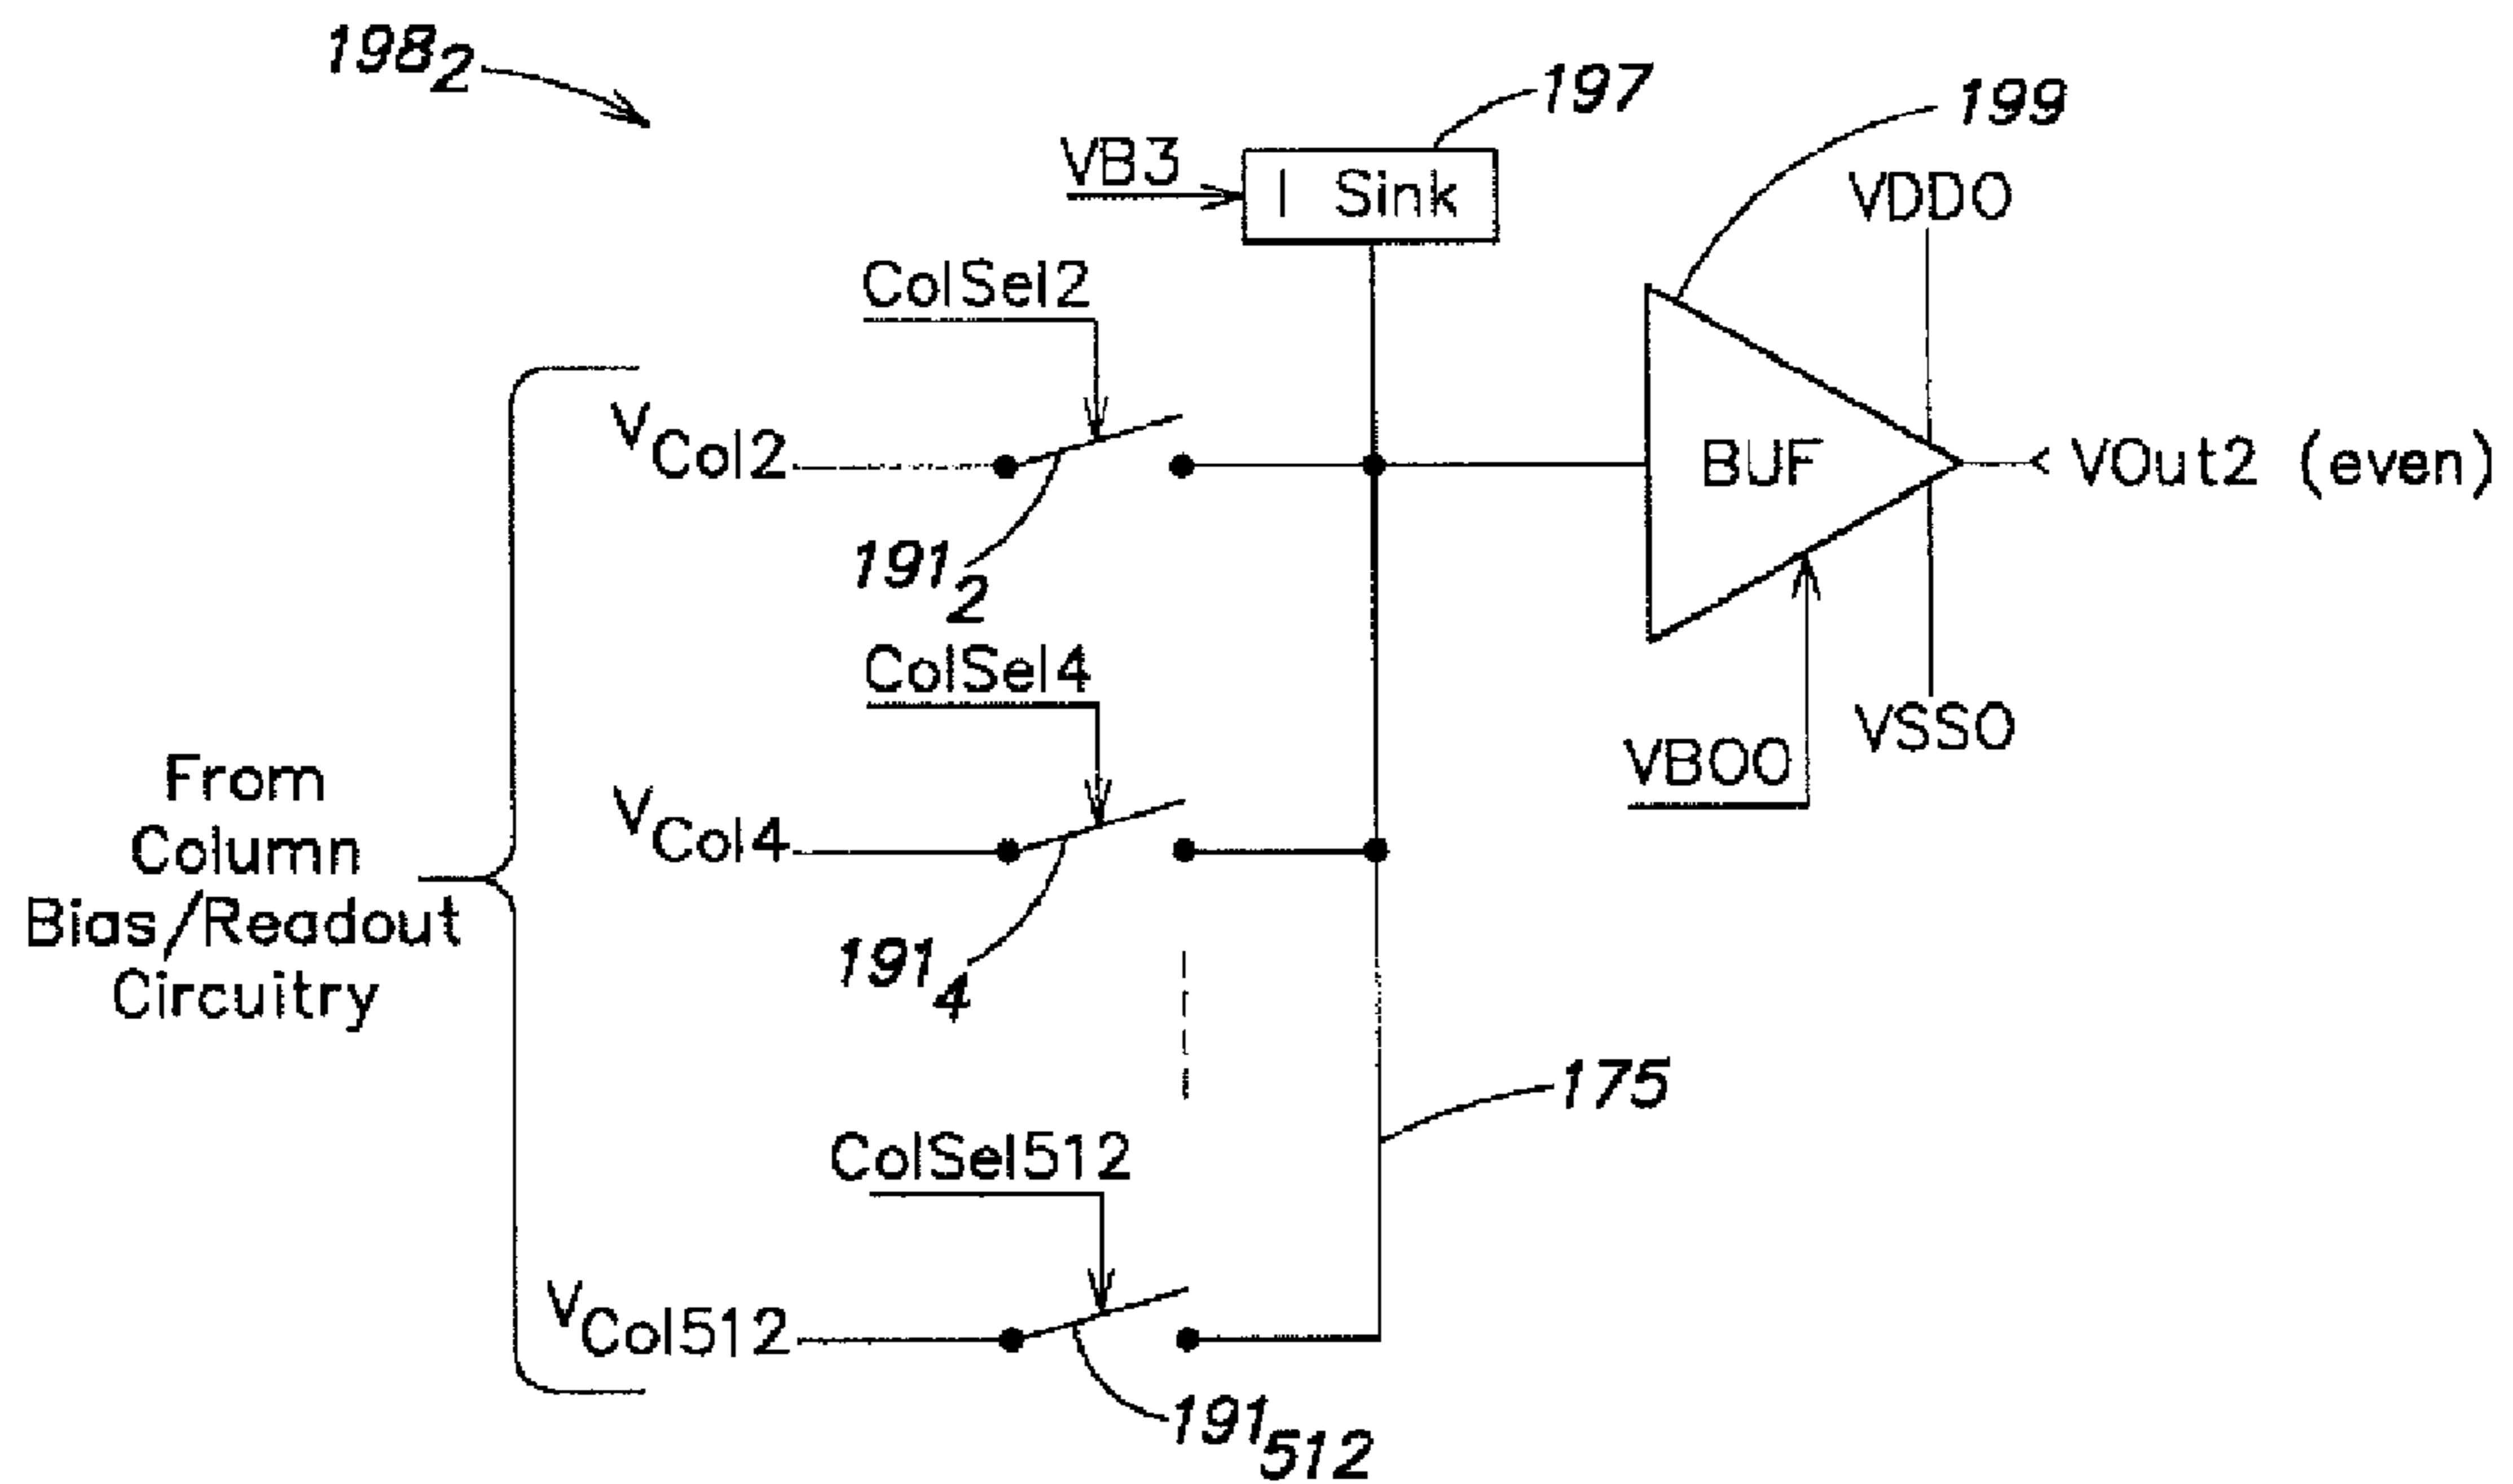 198₂
197
199
VB3
I Sink
VDDO
ColSel2
VCol2
BUF
VOut2 (even)
191₂
ColSel4
VSSO
VBOO
From
Column
Bias/Readout
Circuitry
VCol4
191₄
175
ColSel512
VCol512
191₅₁₂